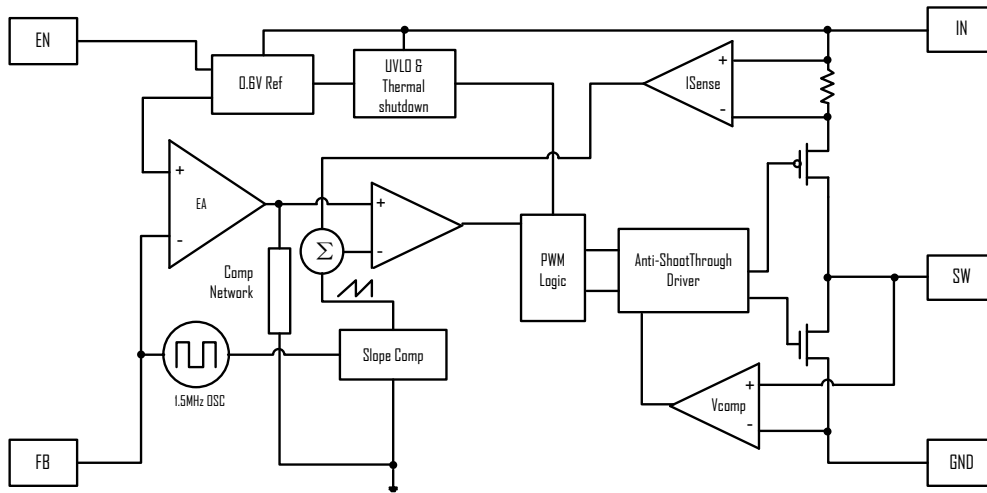 EN
IN
0.6V Ref
UVLO &
Thermal
shutdown
+
ISense
-
+
EA
-
+
-
Σ
Comp
Network
PWM
Logic
Anti-ShootThrough
Driver
SW
Slope Comp
1.5MHz OSC
+
Vcomp
-
FB
GND